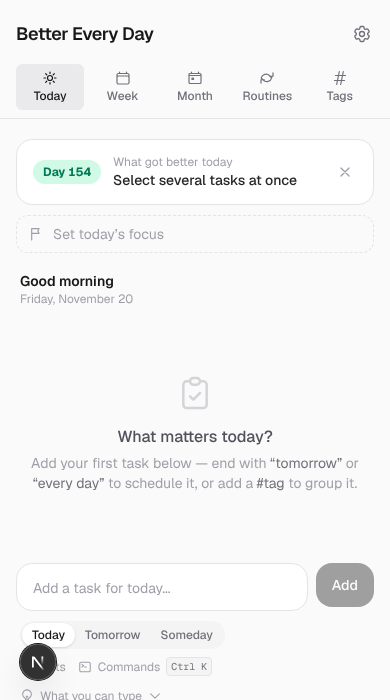 Better Every Day
Today
Week
Month
Routines
Tags
Day 154
What got better today
Select several tasks at once
Set today's focus
Good morning
Friday, November 20
What matters today?
Add your first task below — end with “tomorrow” or
“every day” to schedule it, or add a #tag to group it.
Add a task for today...
Add
Today
Tomorrow
Someday
N
Commands
Ctrl K
What you can type